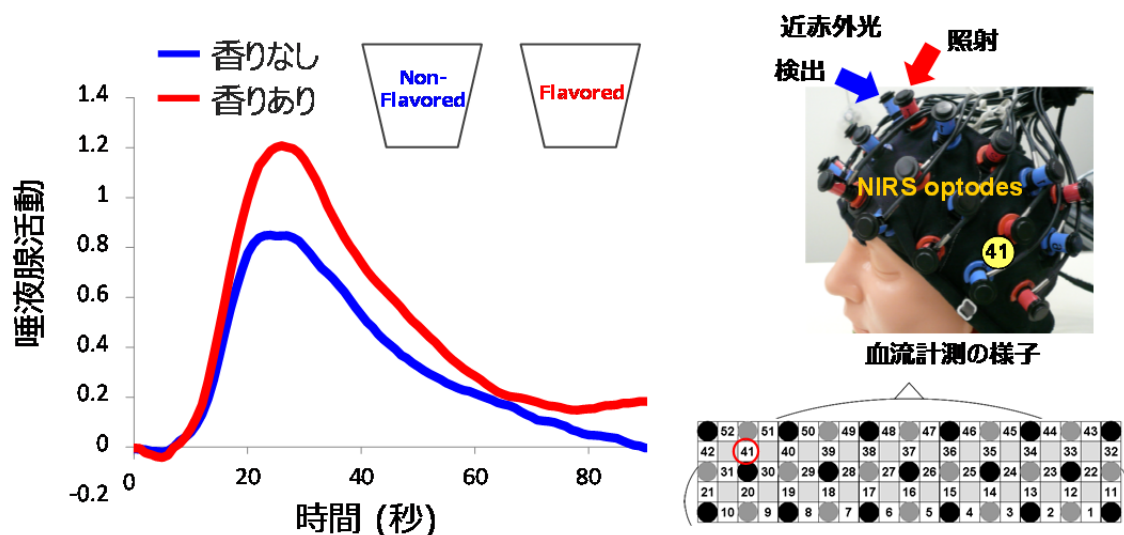 香りなし
香りあり
Non-
Flavored
Flavored
1.4
1.2
1
0.8
0.6
0.4
0.2
0
-0.2
唾液腺活動
0 20 40 60 80
時間 (秒)
近赤外光
検出
照射
NIRS optodes
41
血流計測の様子
52 51 50 49 48 47 46 45 44 43
42 41 40 39 38 37 36 35 34 33 32
31 30 29 28 27 26 25 24 23 22
21 20 19 18 17 16 15 14 13 12 11
10 9 8 7 6 5 4 3 2 1